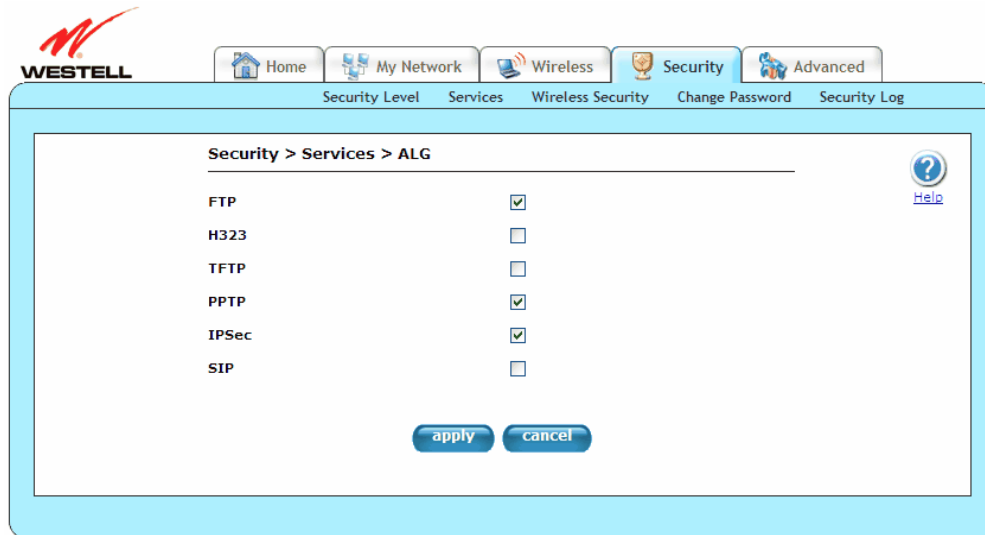 WESTELL
Home My Network Wireless Security Advanced
Security Level Services Wireless Security Change Password Security Log
Security > Services > ALG
Help
FTP
H323
TFTP
PPTP
IPSec
SIP
apply cancel